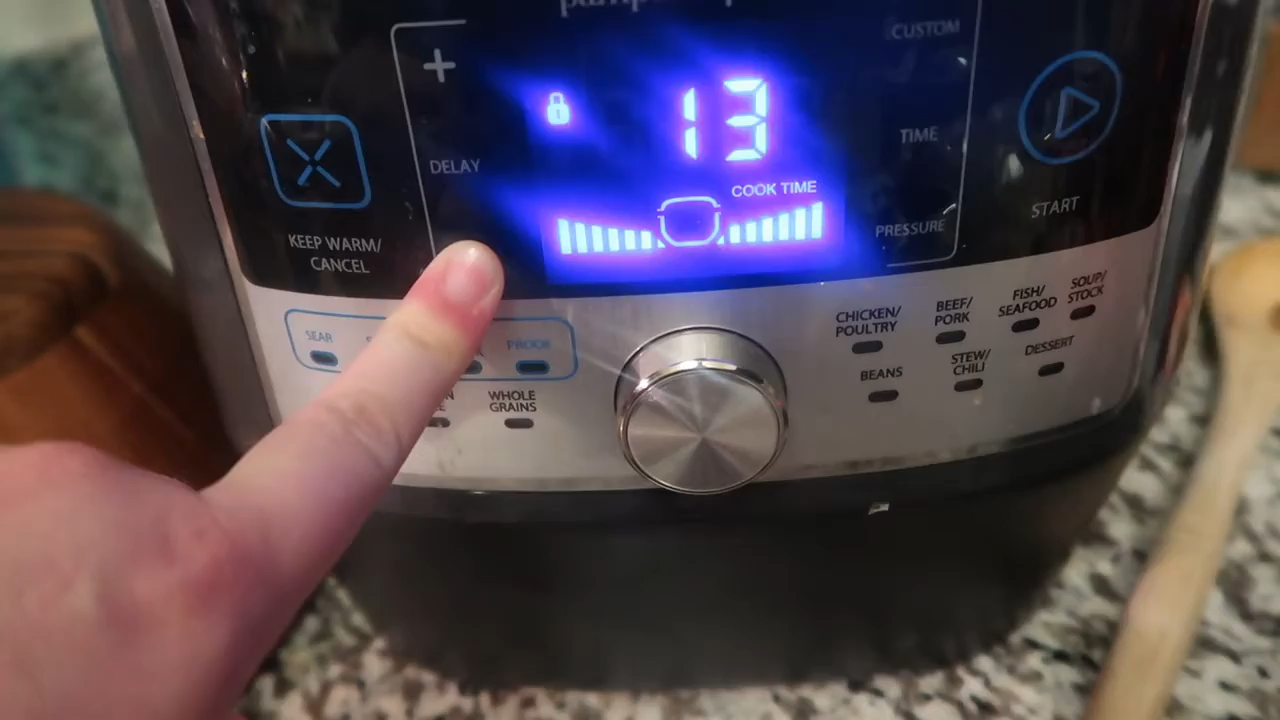 CUSTOM
+
13
DELAY
TIME
COOK TIME
PRESSURE
START
KEEP WARM/
CANCEL
SEAR
PROOF
WHOLE
GRAINS
CHICKEN/
POULTRY
BEEF/
PORK
FISH/
SEAFOOD
SOUP/
STOCK
BEANS
STEW/
CHILI
DESSERT